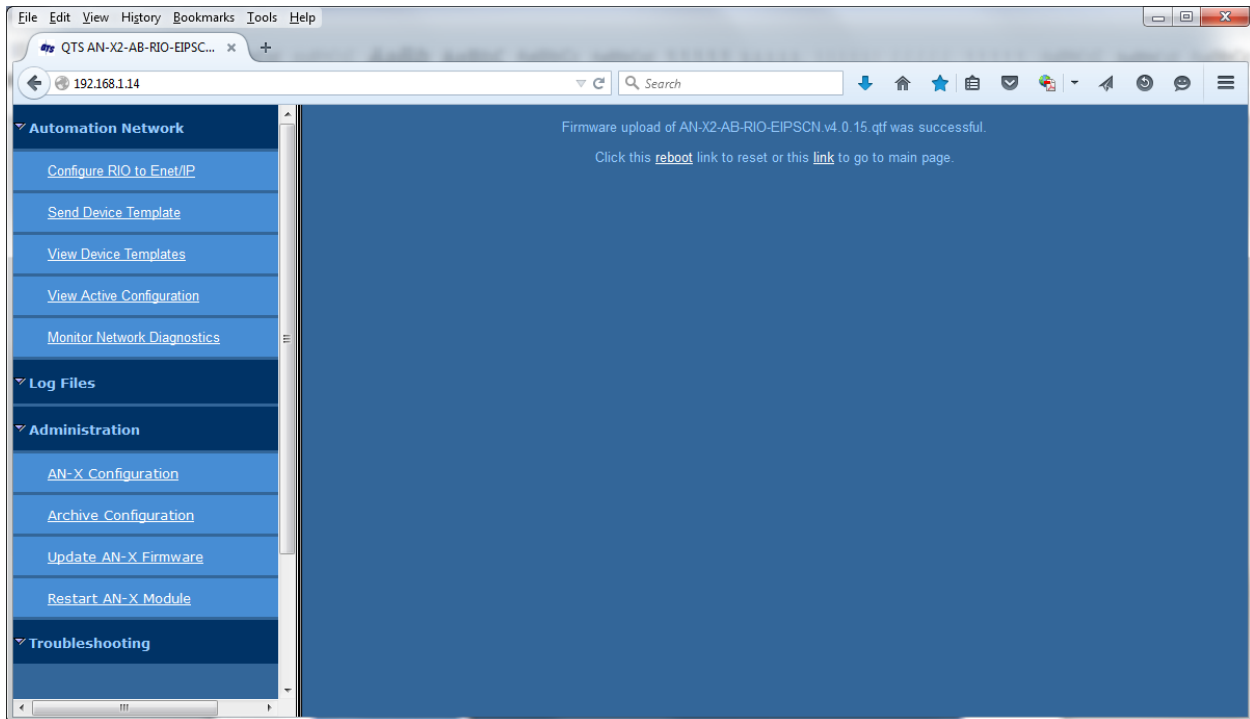 File Edit View History Bookmarks Tools Help
QTS AN-X2-AB-RIO-EIPSC... × +
192.168.1.14 Search
Automation Network
Configure RIO to Enet/IP
Send Device Template
View Device Templates
View Active Configuration
Monitor Network Diagnostics
Log Files
Administration
AN-X Configuration
Archive Configuration
Update AN-X Firmware
Restart AN-X Module
Troubleshooting
Firmware upload of AN-X2-AB-RIO-EIPSCN.v4.0.15.qtf was successful.
Click this reboot link to reset or this link to go to main page.